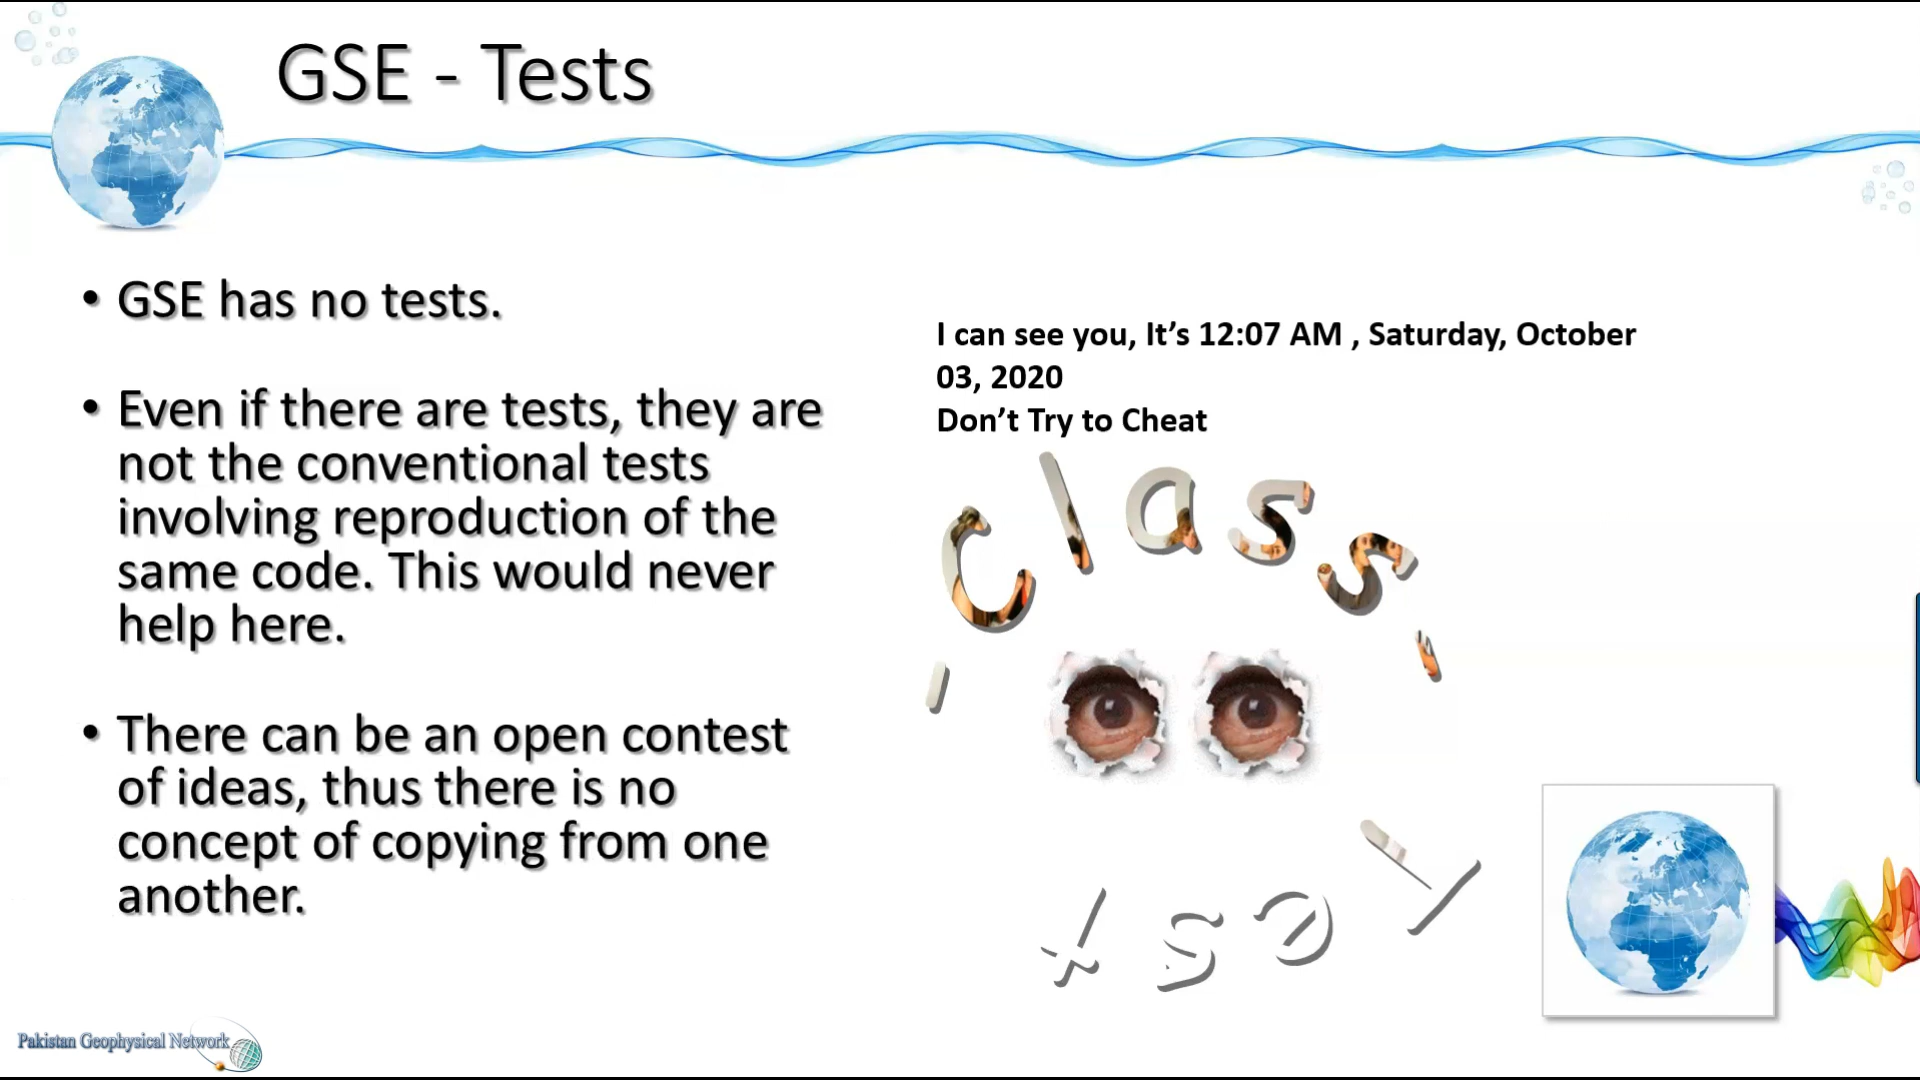 GSE - Tests
• GSE has no tests.
• Even if there are tests, they are
not the conventional tests
involving reproduction of the
same code. This would never
help here.
• There can be an open contest
of ideas, thus there is no
concept of copying from one
another.
I can see you, It’s 12:07 AM , Saturday, October
03, 2020
Don’t Try to Cheat
Class
Test
Pakistan Geophysical Network